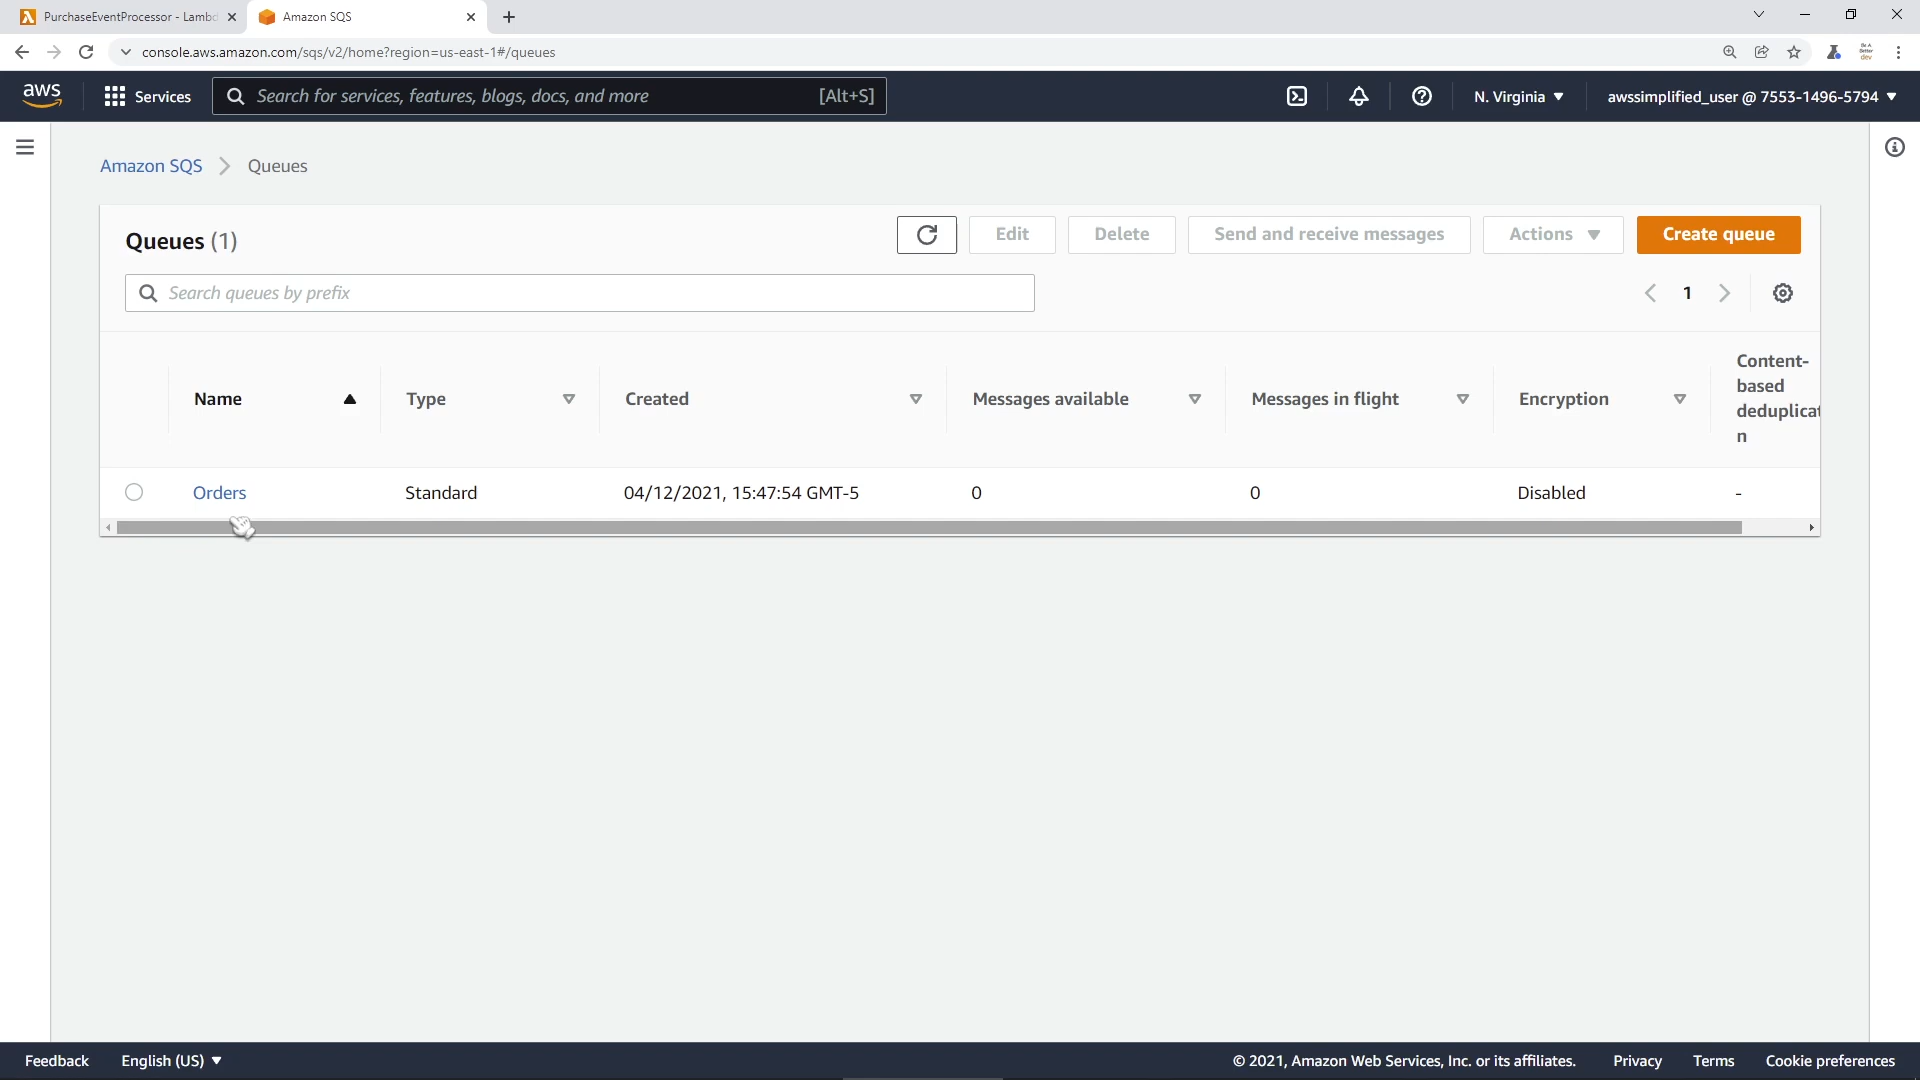 PurchaseEventProcessor - Lambd
Amazon SQS
console.aws.amazon.com/sqs/v2/home?region=us-east-1#/queues
Be A
Better
dev
aws
Services
Search for services, features, blogs, docs, and more
[Alt+S]
N. Virginia
awssimplified_user @ 7553-1496-5794
Amazon SQS
Queues
Queues (1)
Edit
Delete
Send and receive messages
Actions
Create queue
Search queues by prefix
1
Name
Type
Created
Messages available
Messages in flight
Encryption
Content-
based
deduplicat
n
Orders
Standard
04/12/2021, 15:47:54 GMT-5
0
0
Disabled
-
Feedback
English (US)
© 2021, Amazon Web Services, Inc. or its affiliates.
Privacy
Terms
Cookie preferences